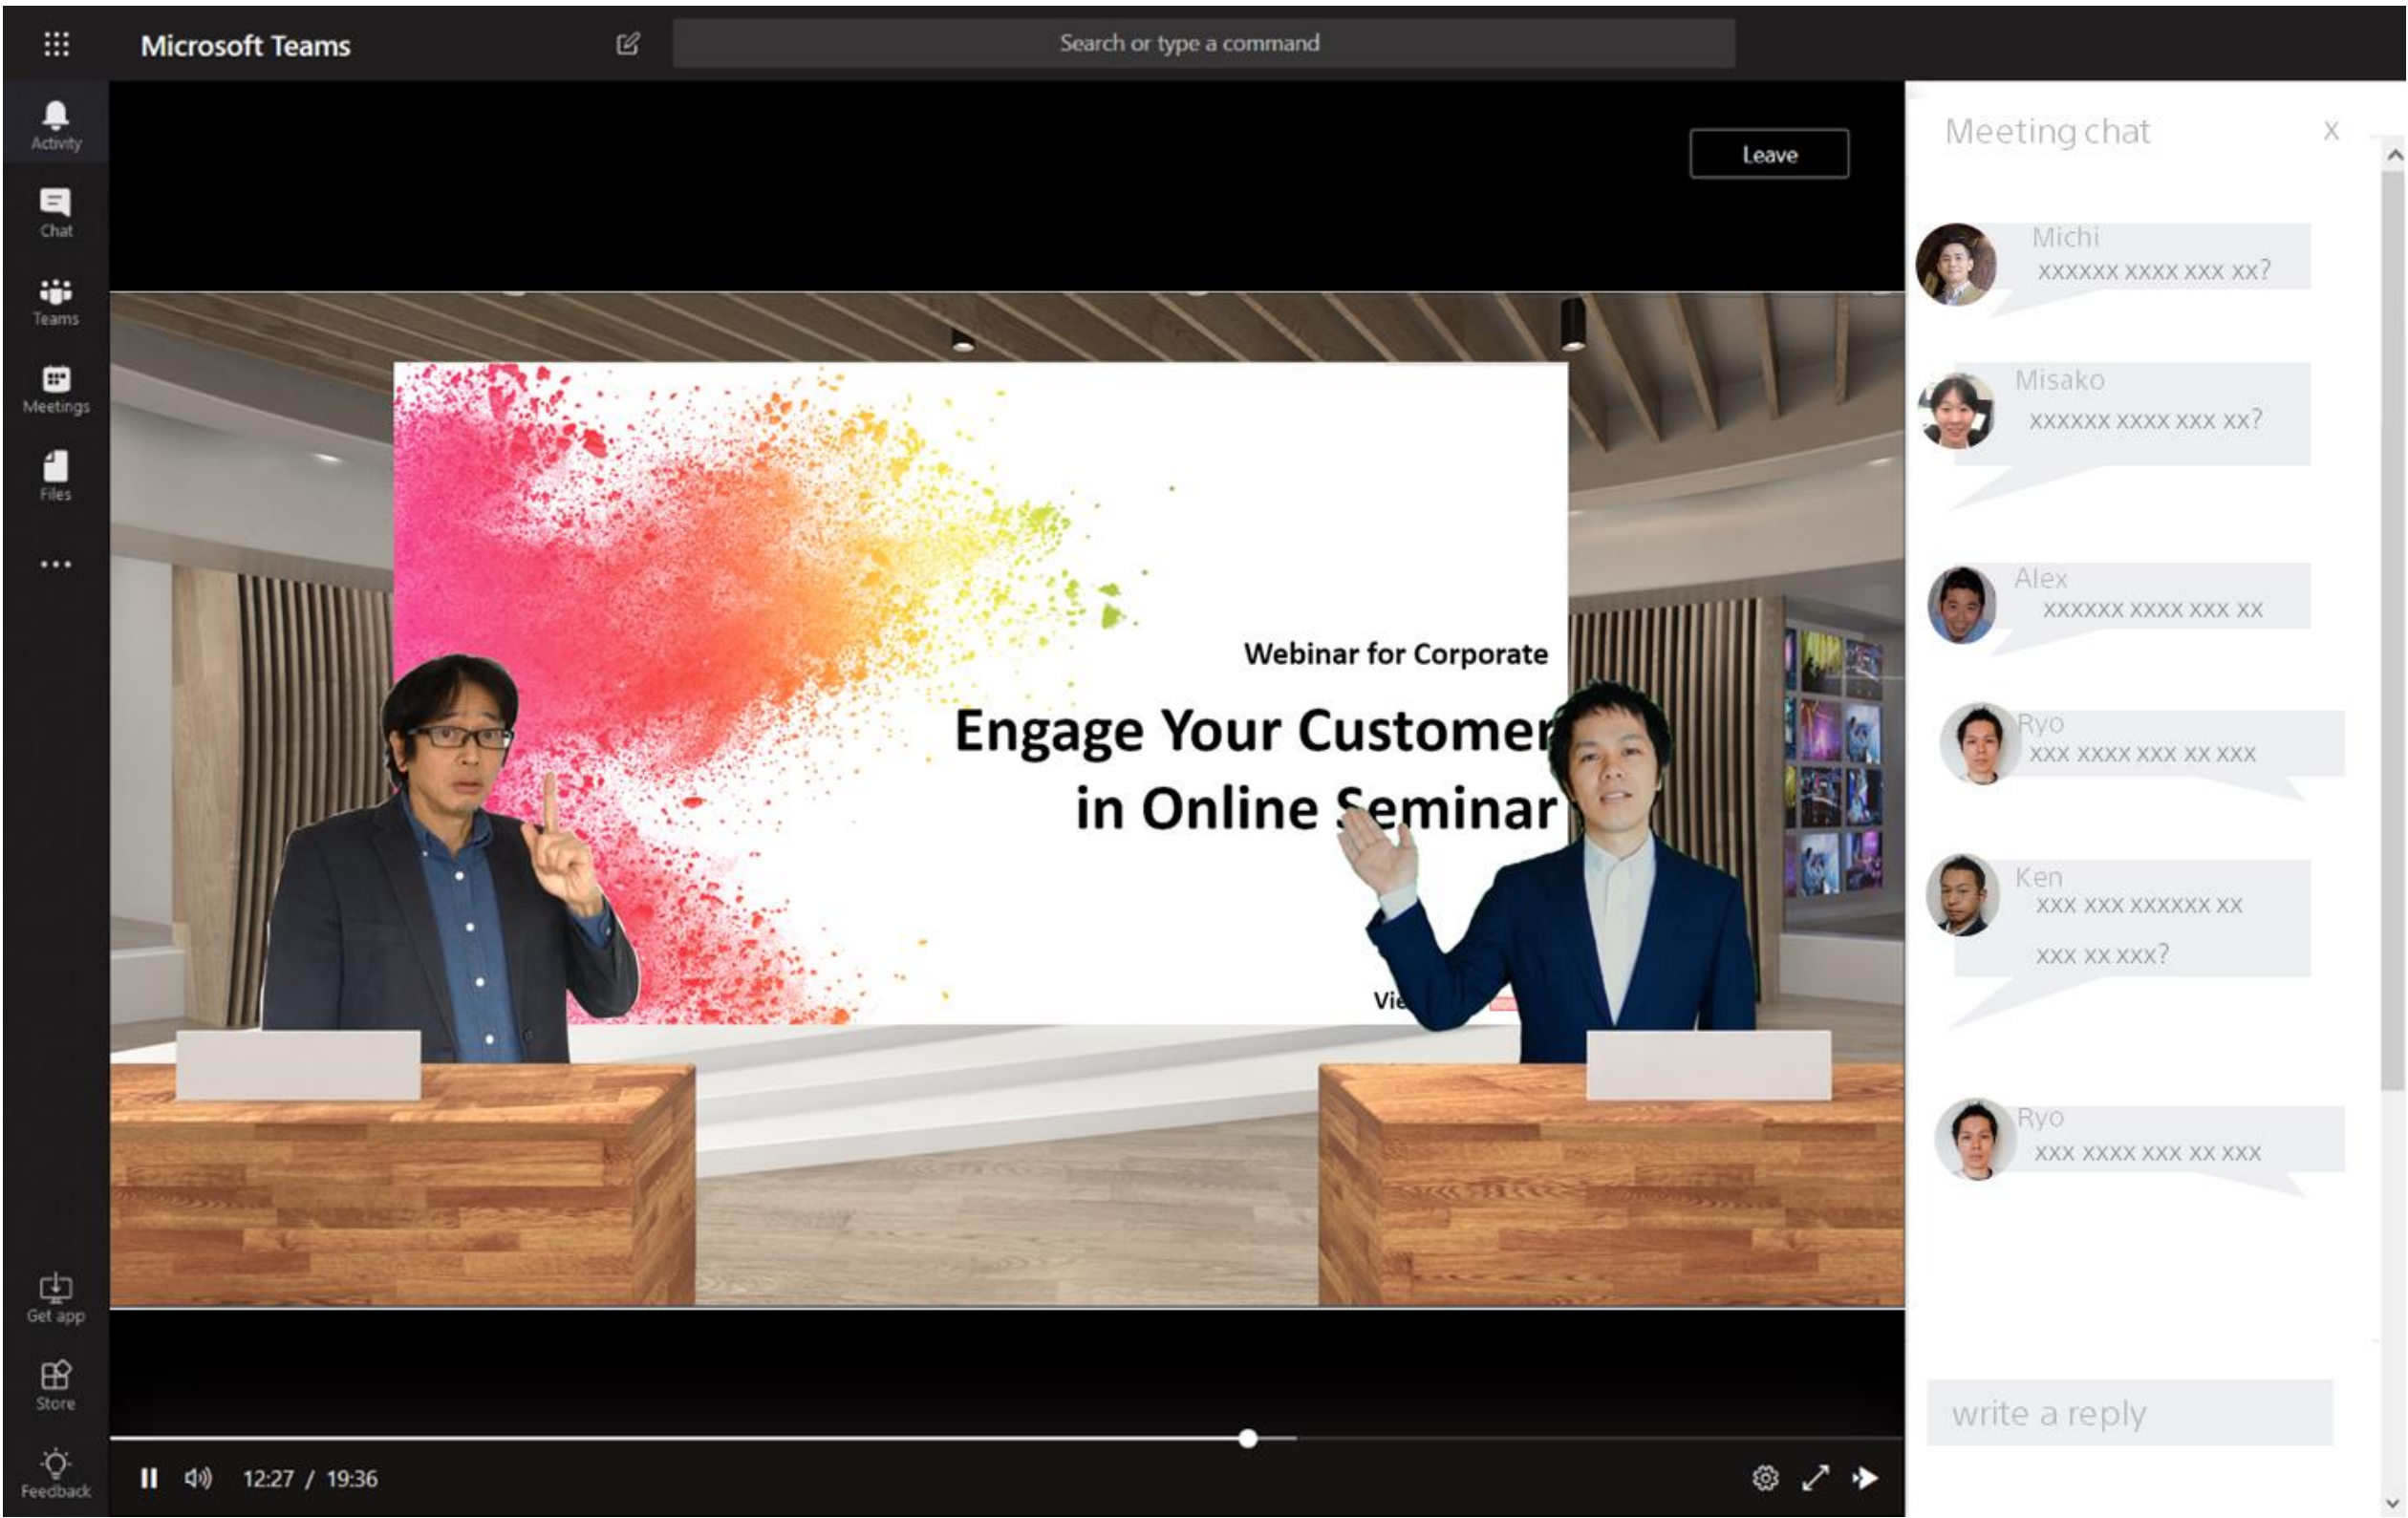 Microsoft Teams
Search or type a command
Activity
Chat
Teams
Meetings
Files
Get app
Store
Feedback
Leave
Webinar for Corporate
Engage Your Customer
in Online Seminar
12:27 / 19:36
Meeting chat
x
Michi
xxxxxx xxxx xxx xx?
Misako
xxxxxx xxxx xxx xx?
Alex
xxxxxx xxxx xxx xx
Ryo
xxx xxxx xxx xx xxx
Ken
xxx xxx xxxxxx xx
xxx xx xxx?
Ryo
xxx xxxx xxx xx xxx
write a reply